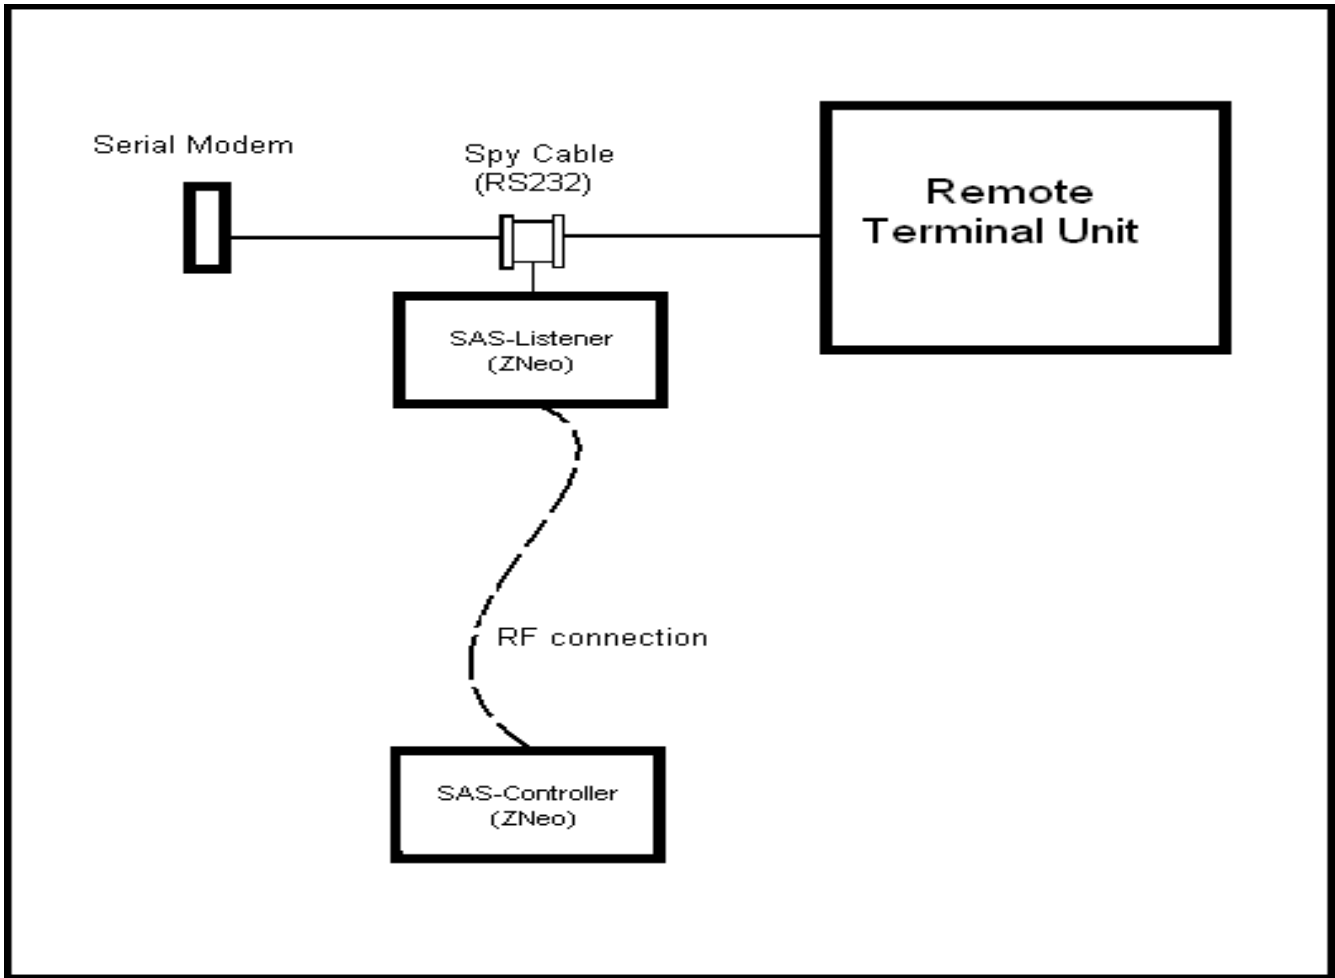 Serial Modem
Spy Cable
(RS232)
Remote
Terminal Unit
SAS-Listener
(ZNeo)
RF connection
SAS-Controller
(ZNeo)